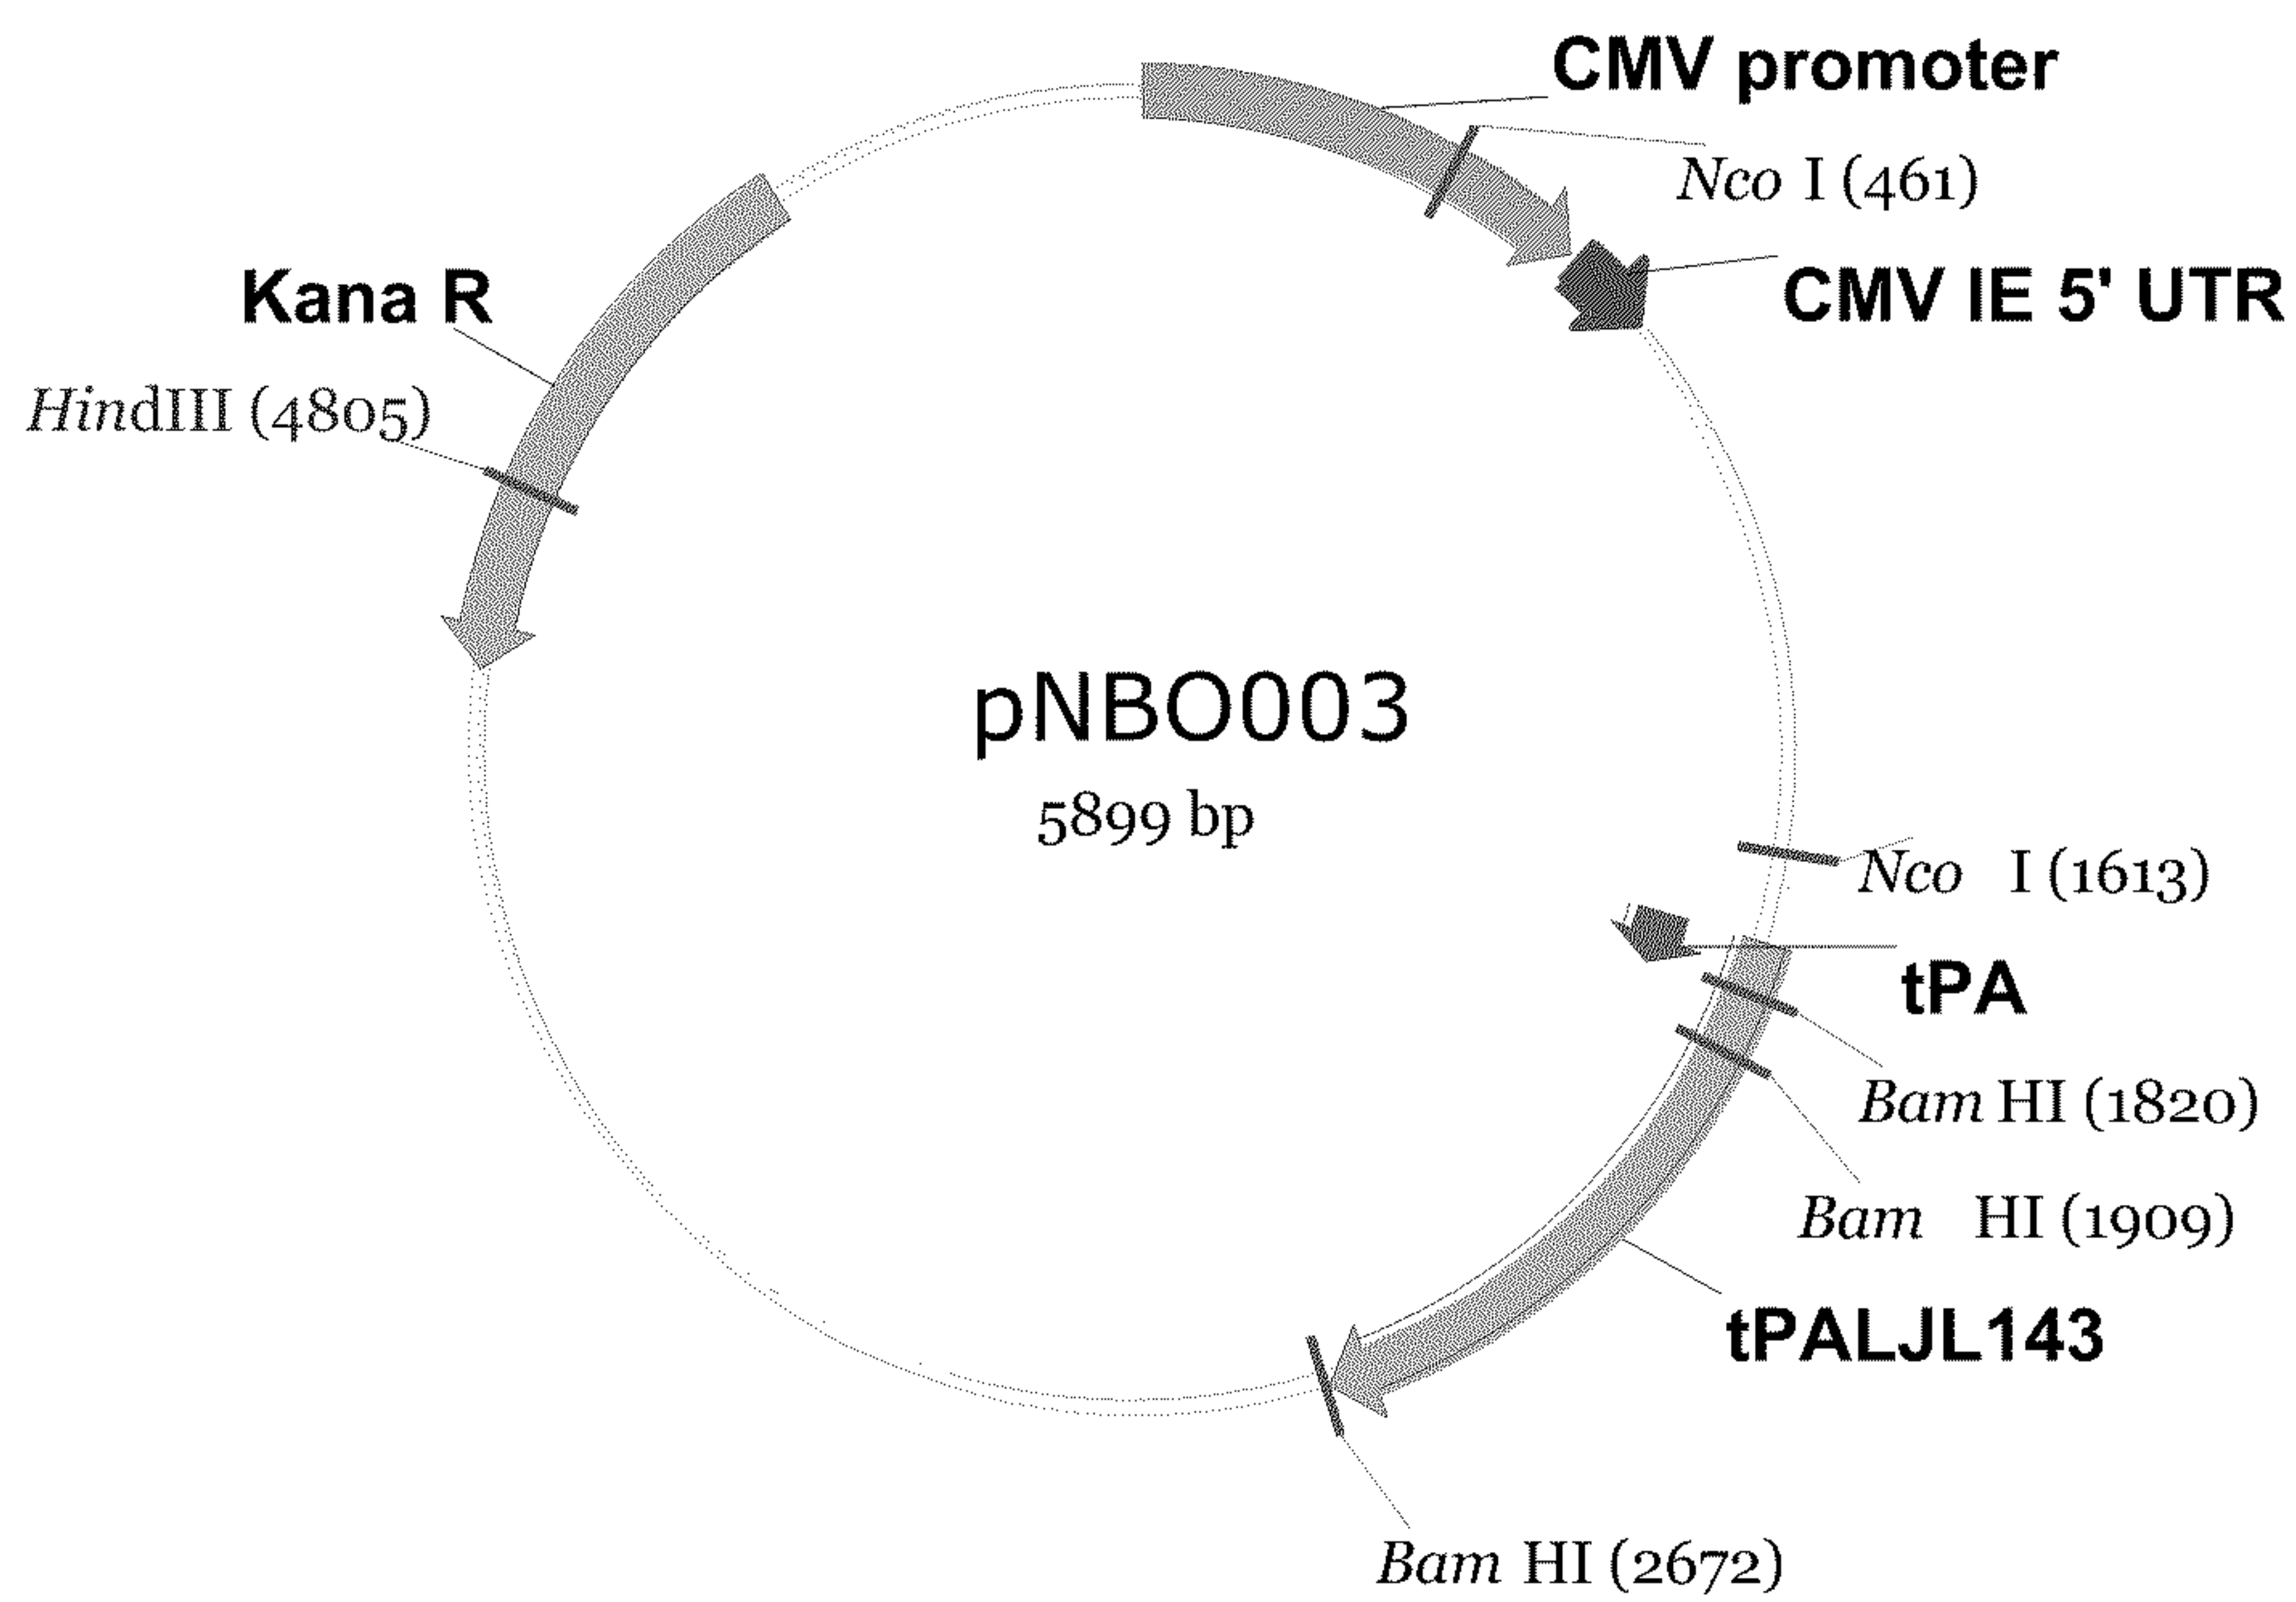 CMV promoter
Nco I (461)
Kana R
CMV IE 5' UTR
HindIII (4805)
pNBO003
5899 bp
Nco I (1613)
tPA
Bam HI (1820)
Bam HI (1909)
tPALJL143
Bam HI (2672)